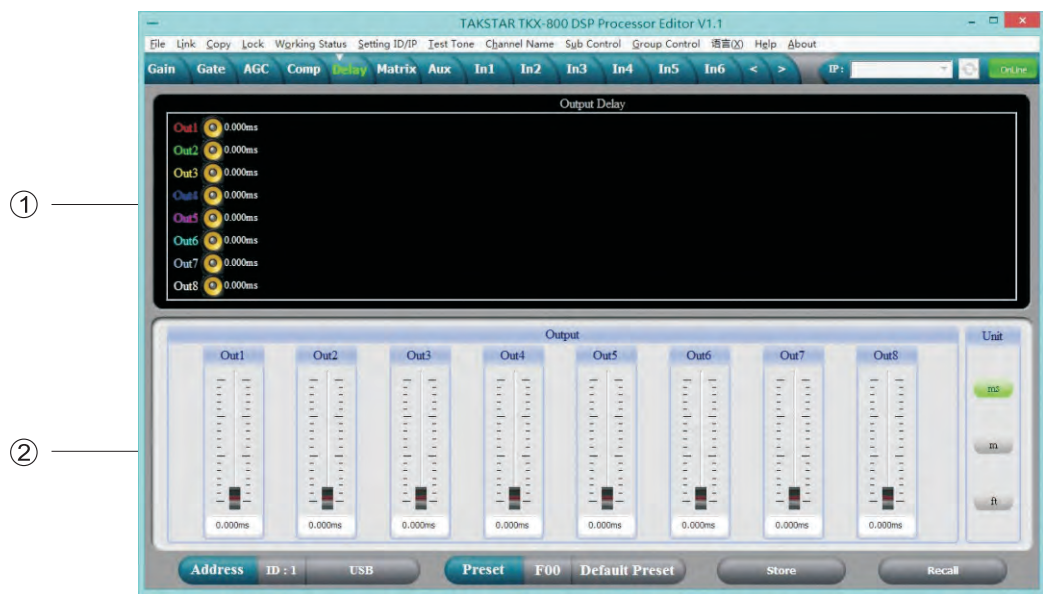 TAKSTAR TKX-800 DSP Processor Editor V1.1
File Link Copy Lock Working Status Setting ID/IP Test Tone Channel Name Sub Control Group Control 语言(X) Help About
Gain Gate AGC Comp Delay Matrix Aux In1 In2 In3 In4 In5 In6 < > IP: OnLine
Output Delay
Out1 0.000ms
Out2 0.000ms
Out3 0.000ms
Out4 0.000ms
Out5 0.000ms
Out6 0.000ms
Out7 0.000ms
Out8 0.000ms
①
Output Unit
Out1 Out2 Out3 Out4 Out5 Out6 Out7 Out8
ms
m
ft
②
0.000ms 0.000ms 0.000ms 0.000ms 0.000ms 0.000ms 0.000ms 0.000ms
Address ID : 1 USB Preset F00 Default Preset Store Recall